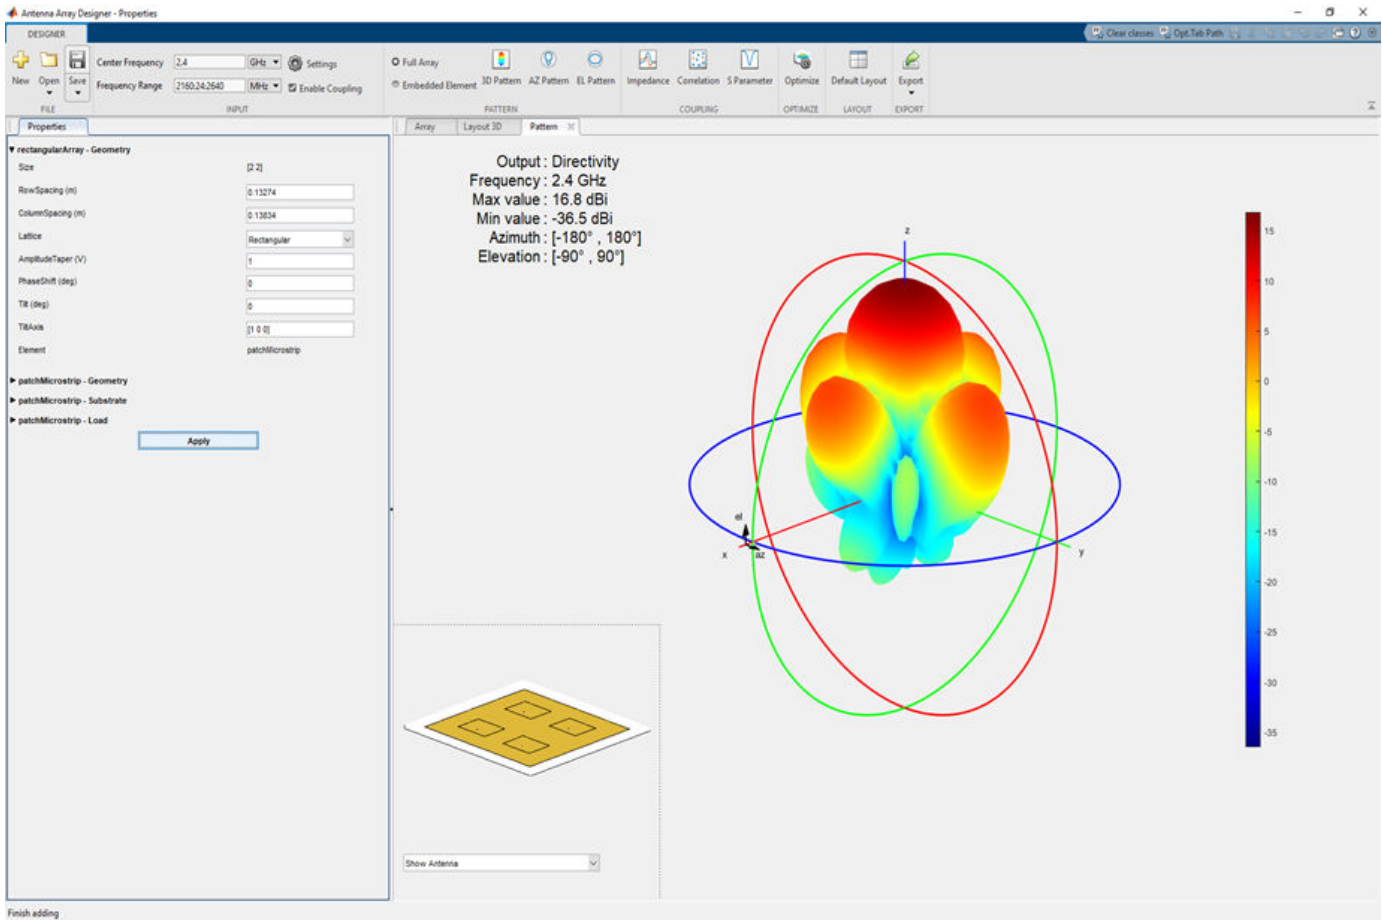 Antenna Array Designer - Properties
DESIGNER
Clear classes Opt.Tab Path
New Open Save
FILE
Center Frequency 2.4 GHz Settings
Frequency Range 2160:24:2640 MHz Enable Coupling
INPUT
Full Array
Embedded Element
3D Pattern AZ Pattern EL Pattern
PATTERN
Impedance Correlation S Parameter
COUPLING
Optimize
OPTIMIZE
Default Layout
LAYOUT
Export
EXPORT
Properties
rectangularArray - Geometry
Size [2 2]
RowSpacing (m) 0.13274
ColumnSpacing (m) 0.13834
Lattice Rectangular
AmplitudeTaper (V) 1
PhaseShift (deg) 0
Tilt (deg) 0
TiltAxis [1 0 0]
Element patchMicrostrip
patchMicrostrip - Geometry
patchMicrostrip - Substrate
patchMicrostrip - Load
Apply
Array Layout 3D Pattern
Output : Directivity
Frequency : 2.4 GHz
Max value : 16.8 dBi
Min value : -36.5 dBi
Azimuth : [-180° , 180°]
Elevation : [-90° , 90°]
z
el
x az
y
15
10
5
0
-5
-10
-15
-20
-25
-30
-35
Show Antenna
Finish adding